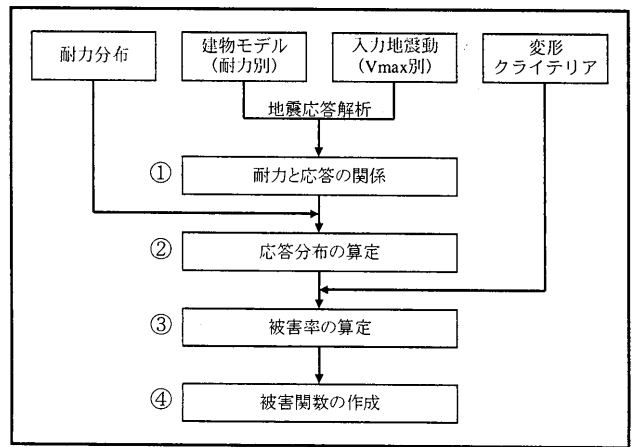 耐力分布
建物モデル
(耐力別)
入力地震動
(Vmax別)
変形
クライテリア
地震応答解析
① 耐力と応答の関係
② 応答分布の算定
③ 被害率の算定
④ 被害関数の作成